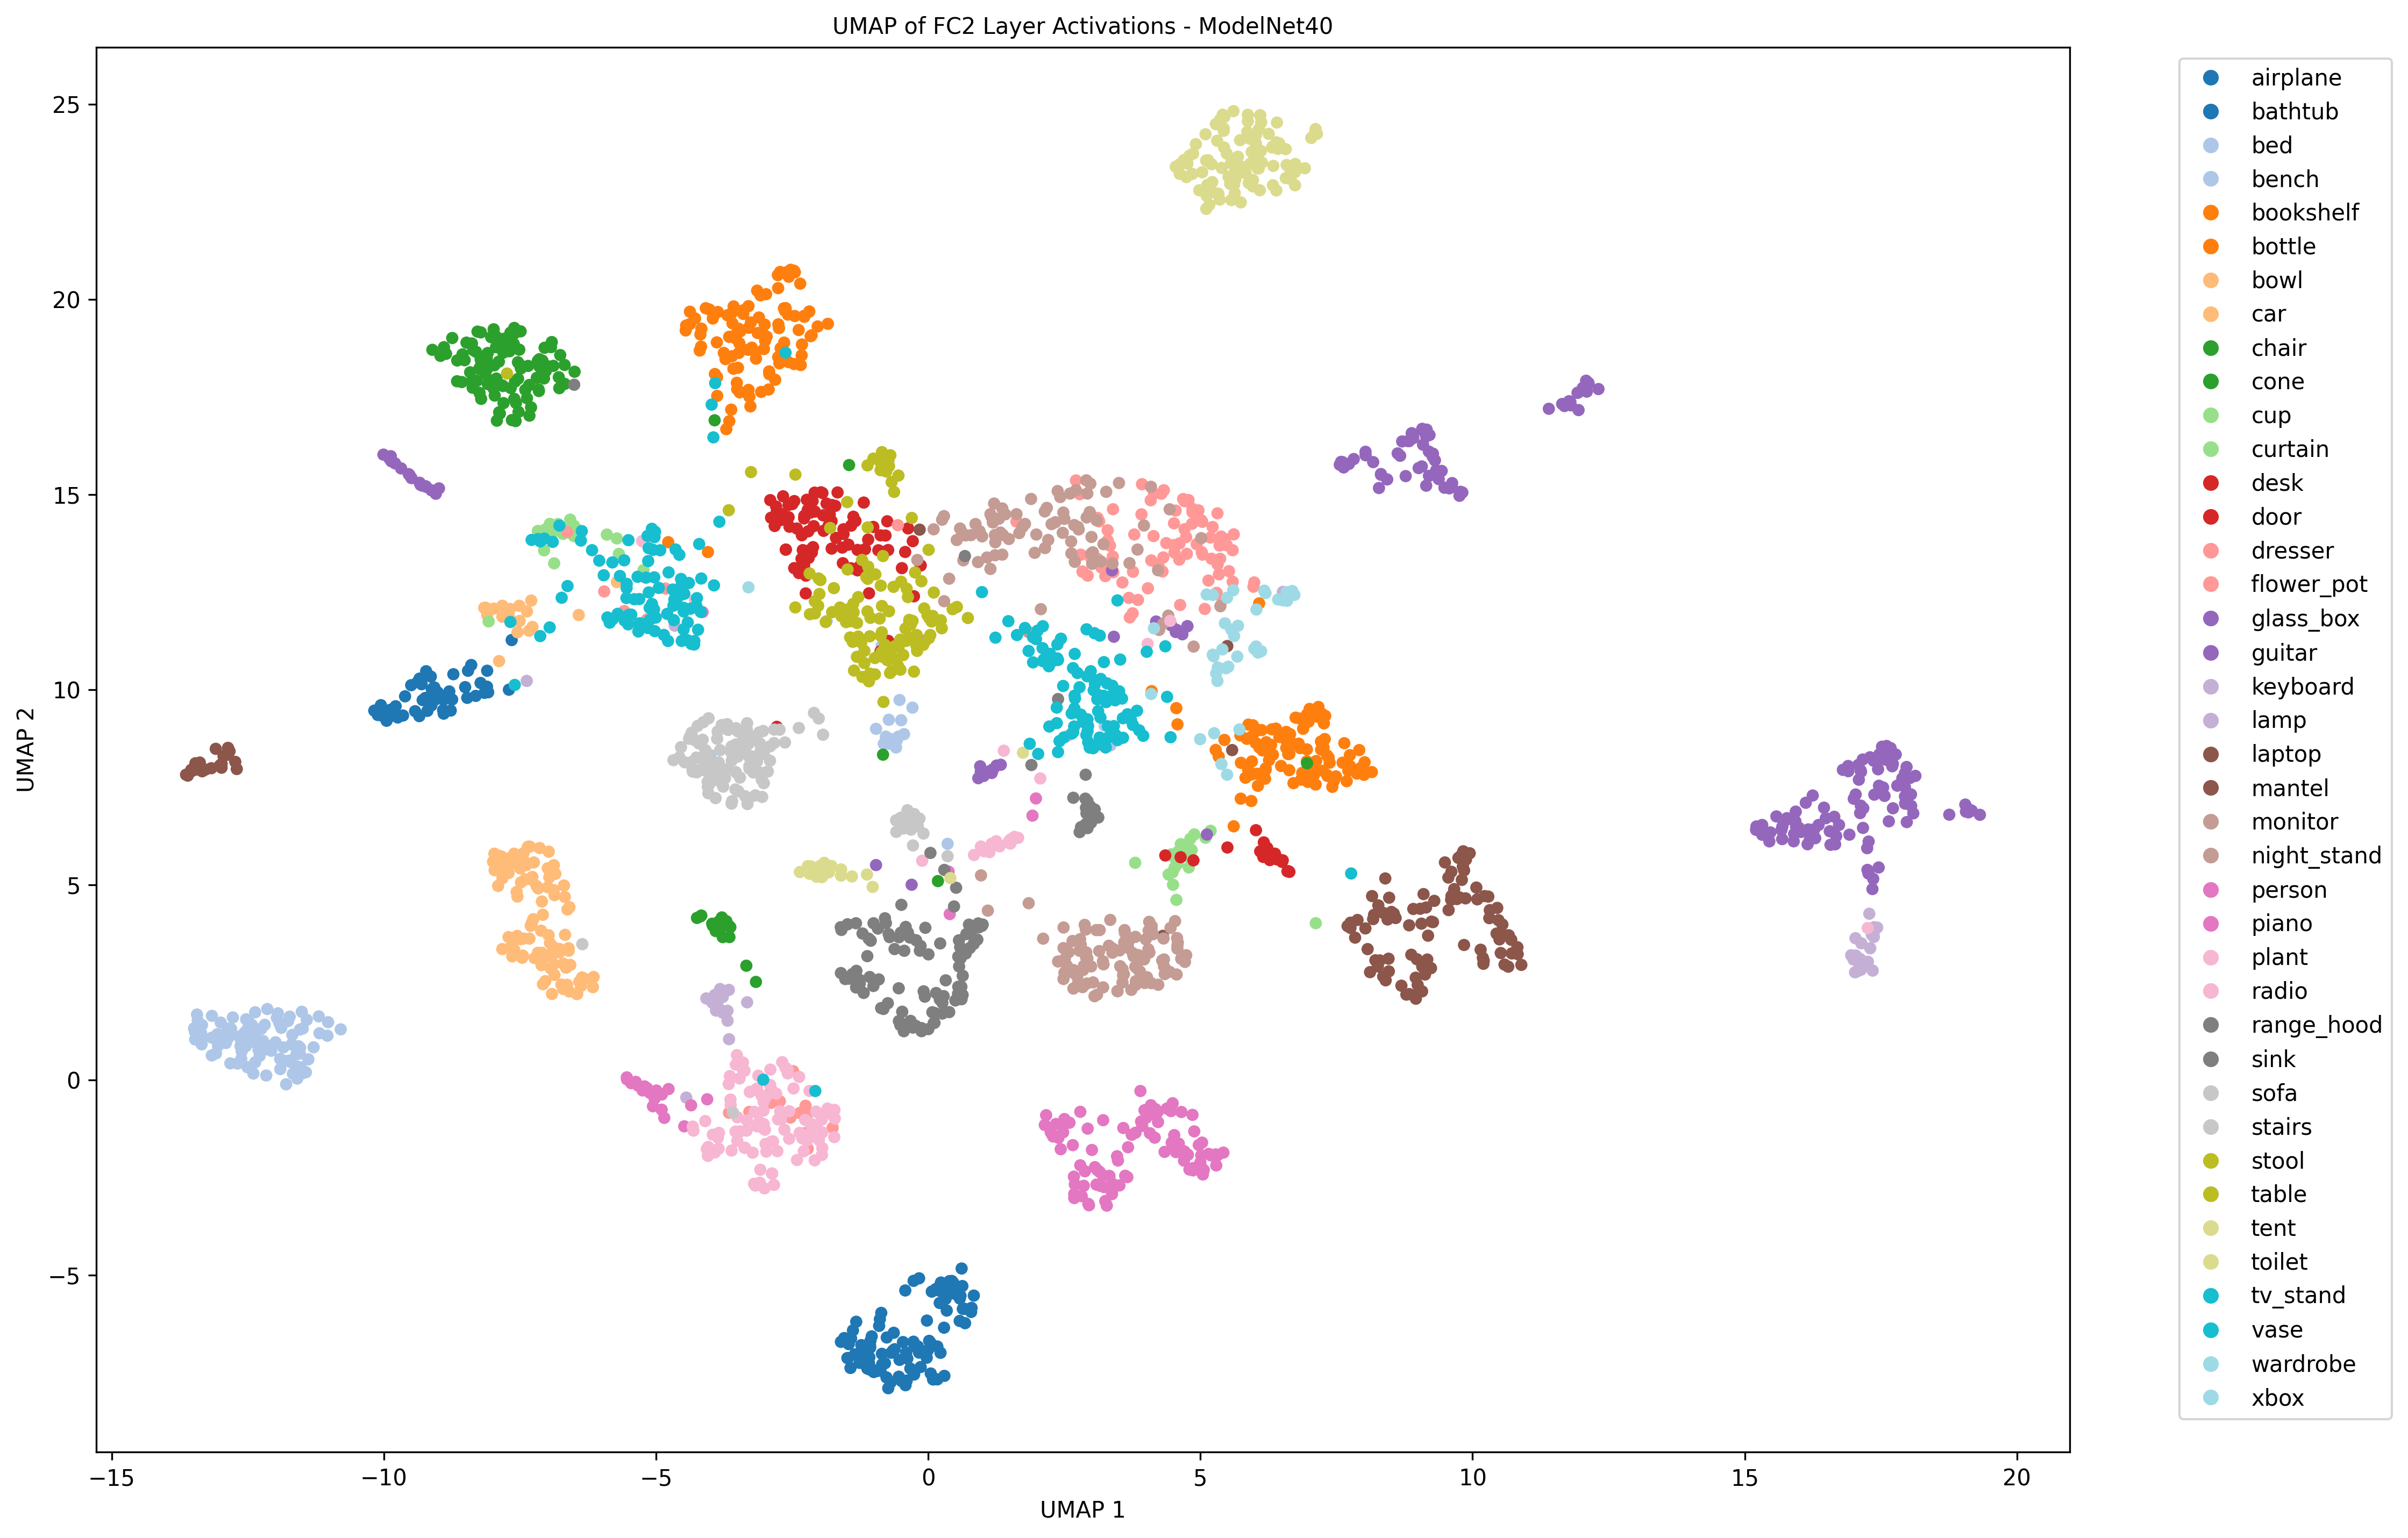 UMAP of FC2 Layer Activations - ModelNet40
25
20
15
10
5
0
−5
UMAP 2
−15
−10
−5
0
5
10
15
20
UMAP 1
airplane
bathtub
bed
bench
bookshelf
bottle
bowl
car
chair
cone
cup
curtain
desk
door
dresser
flower_pot
glass_box
guitar
keyboard
lamp
laptop
mantel
monitor
night_stand
person
piano
plant
radio
range_hood
sink
sofa
stairs
stool
table
tent
toilet
tv_stand
vase
wardrobe
xbox